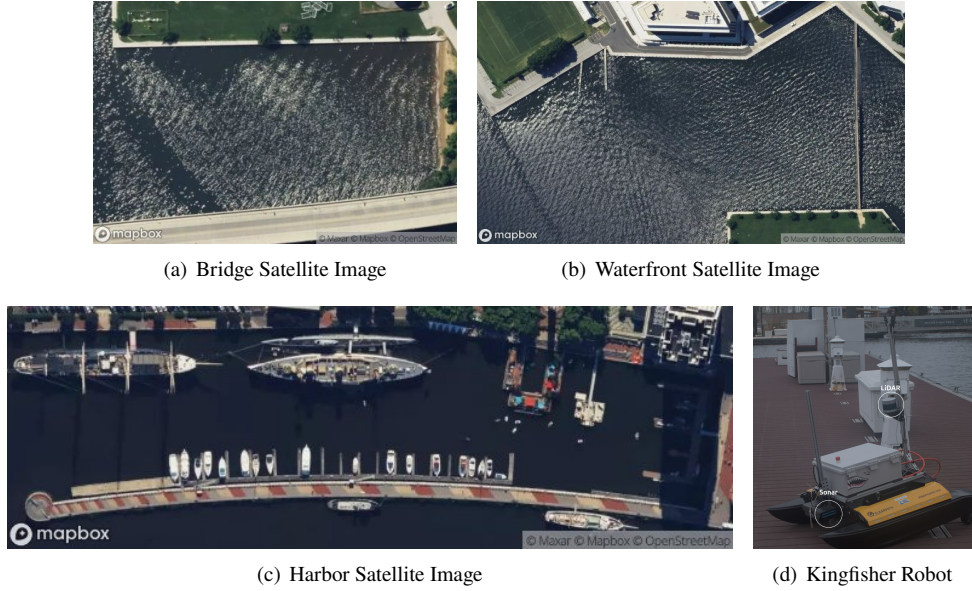 mapbox
© Maxar © Mapbox © OpenStreetMap
mapbox
© Maxar © Mapbox © OpenStreetMap
(a) Bridge Satellite Image
(b) Waterfront Satellite Image
mapbox
© Maxar © Mapbox © OpenStreetMap
LiDAR
Sonar
(c) Harbor Satellite Image
(d) Kingfisher Robot